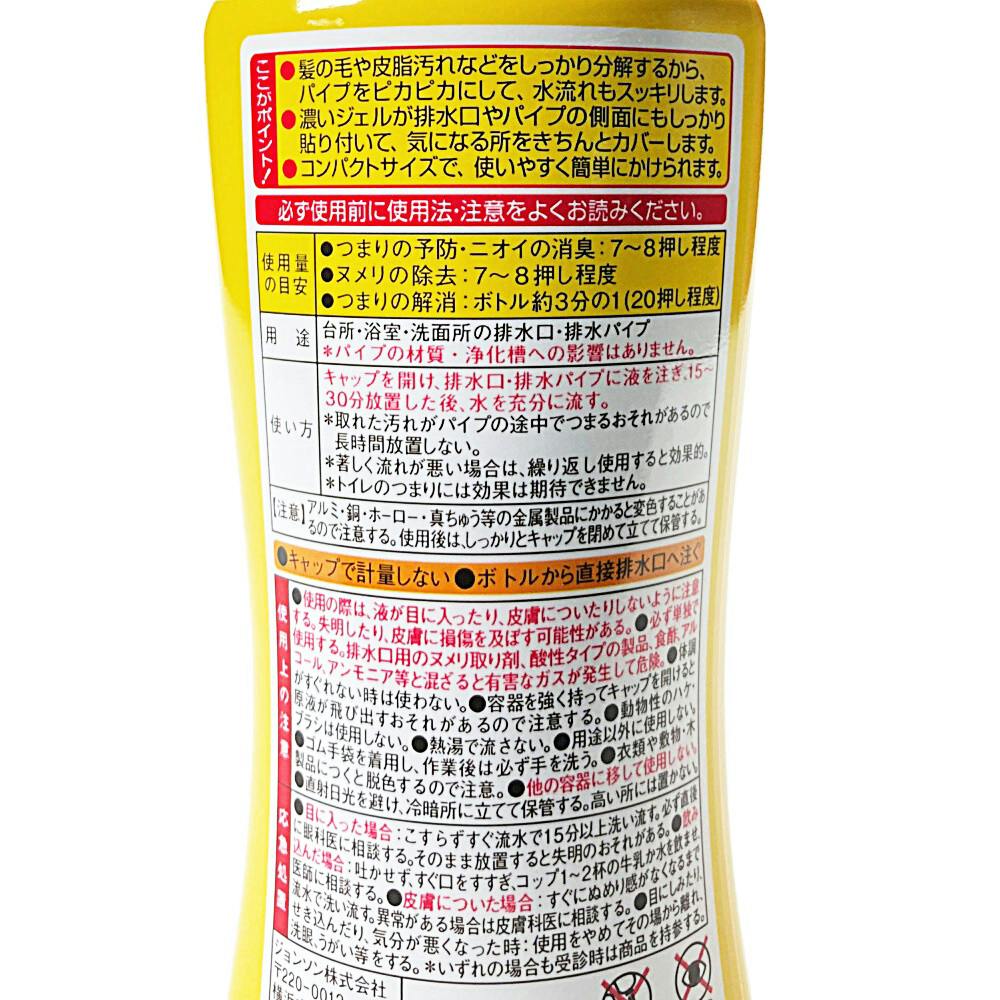 ここがポイント!
●髪の毛や皮脂汚れなどをしっかり分解するから、
パイプをピカピカにして、水流れもスッキリします。
●濃いジェルが排水口やパイプの側面にもしっかり
貼り付いて、気になる所をきちんとカバーします。
●コンパクトサイズで、使いやすく簡単にかけられます。
必ず使用前に使用法・注意をよくお読みください。
使用量
の目安
●つまりの予防・ニオイの消臭:7〜8押し程度
●ヌメリの除去:7〜8押し程度
●つまりの解消:ボトル約3分の1(20押し程度)
用途
台所・浴室・洗面所の排水口・排水パイプ
*パイプの材質・浄化槽への影響はありません。
使い方
キャップを開け、排水口・排水パイプに液を注ぎ、15〜
30分放置した後、水を充分に流す。
*取れた汚れがパイプの途中でつまるおそれがあるので
長時間放置しない。
*著しく流れが悪い場合は、繰り返し使用すると効果的。
*トイレのつまりには効果は期待できません。
【注意】アルミ・銅・ホーロー・真ちゅう等の金属製品にかかると変色することがあ
るので注意する。使用後は、しっかりとキャップを閉めて立てて保管する。
●キャップで計量しない ●ボトルから直接排水口へ注ぐ
使用上の注意
●使用の際は、液が目に入ったり、皮膚についたりしないように注意
する。失明したり、皮膚に損傷を及ぼす可能性がある。●必ず単独で
使用する。排水口用のヌメリ取り剤、酸性タイプの製品、食酢、アル
コール、アンモニア等と混ざると有害なガスが発生して危険。●体調
がすぐれない時は使わない。●容器を強く持ってキャップを開けると
原液が飛び出すおそれがあるので注意する。●動物性のハケ・
ブラシは使用しない。●熱湯で流さない。●用途以外に使用しない。
●ゴム手袋を着用し、作業後は必ず手を洗う。●衣類や敷物・木
製品につくと脱色するので注意。●他の容器に移して使用しない。
●直射日光を避け、冷暗所に立てて保管する。高い所には置かない。
応急処置
●目に入った場合:こすらずすぐ流水で15分以上洗い流す。必ず直後
に眼科医に相談する。そのまま放置すると失明のおそれがある。●飲み
込んだ場合:吐かせず、すぐ口をすすぎ、コップ1〜2杯の牛乳か水を飲ませ、
医師に相談する。●皮膚についた場合:すぐにぬめり感がなくなるまで
流水で洗い流す。異常がある場合は皮膚科医に相談する。●目にしみたり、
せき込んだり、気分が悪くなった時:使用をやめてその場から離れ、
洗眼、うがい等をする。*いずれの場合も受診時は商品を持参する。
ジョンソン株式会社
〒220-0012